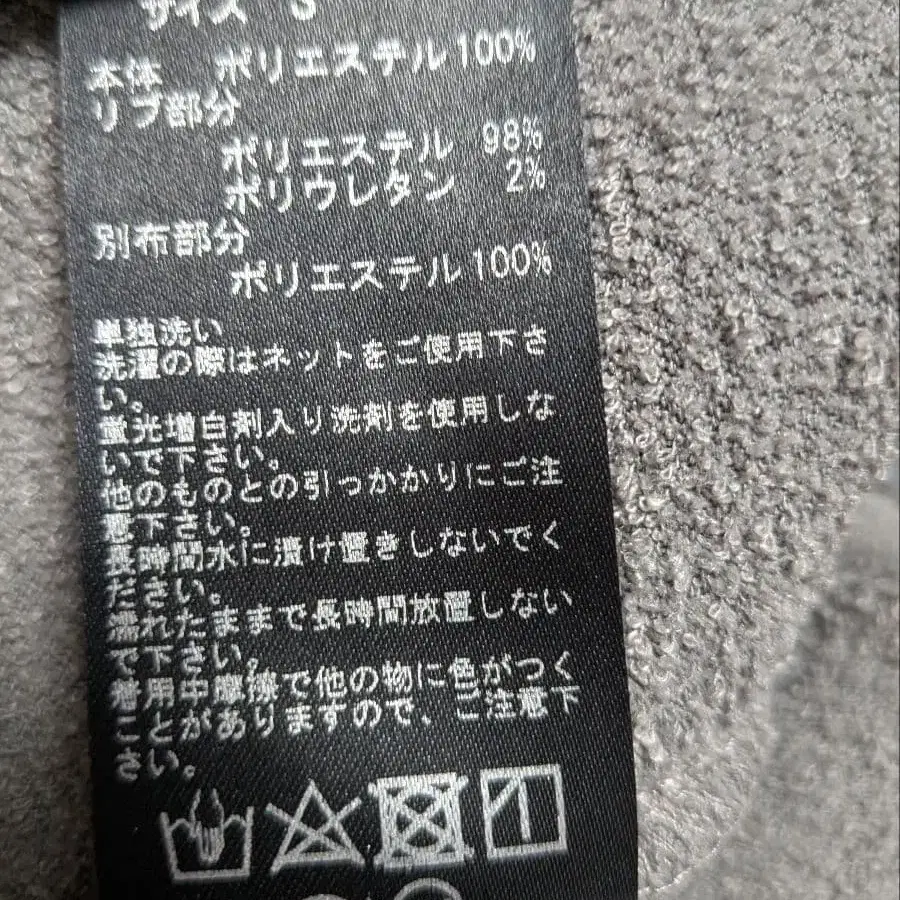 サイズ S
本体 ポリエステル 100%
リブ部分
ポリエステル 98%
ポリウレタン 2%
別布部分
ポリエステル 100%
単独洗い
洗濯の際はネットをご使用下さ
い。
蛍光増白剤入り洗剤を使用しな
いで下さい。
他のものとの引っかかりにご注
意下さい。
長時間水に漬け置きしないでく
ださい。
濡れたままで長時間放置しない
で下さい。
着用中摩擦で他の物に色がつく
ことがありますので、ご注意下
さい。